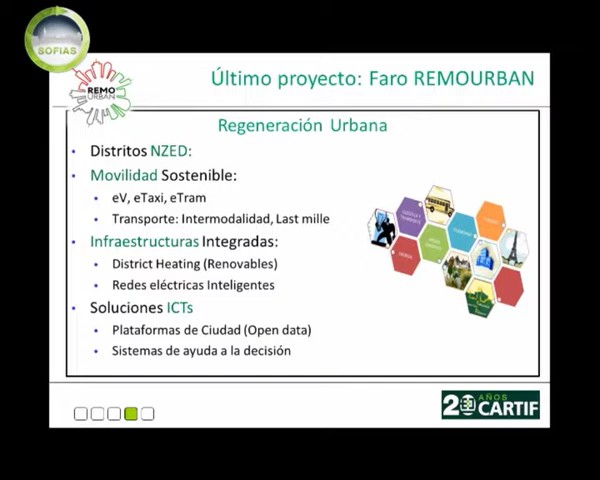 SOFIAS
REMO
URBAN
Último proyecto: Faro REMOURBAN
Regeneración Urbana
• Distritos NZED:
• Movilidad Sostenible:
• eV, eTaxi, eTram
• Transporte: Intermodalidad, Last mille
• Infraestructuras Integradas:
• District Heating (Renovables)
• Redes eléctricas Inteligentes
• Soluciones ICTs
• Plataformas de Ciudad (Open data)
• Sistemas de ayuda a la decisión
20 AÑOS
CARTIF